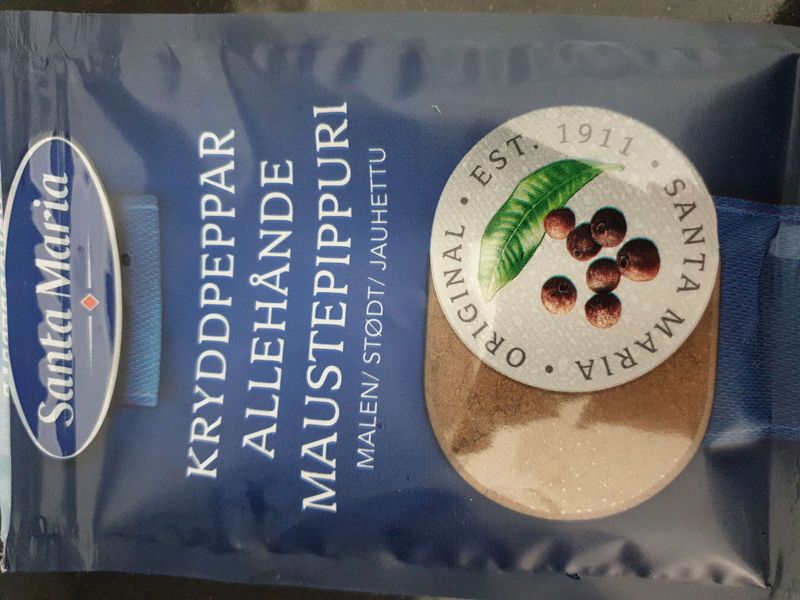 Santa Maria
KRYDDPEPPAR
ALLEHÅNDE
MAUSTEPIPPURI
MALEN/ STØDT/ JAUHETTU
ORIGINAL • EST. 1911 • SANTA MARIA •